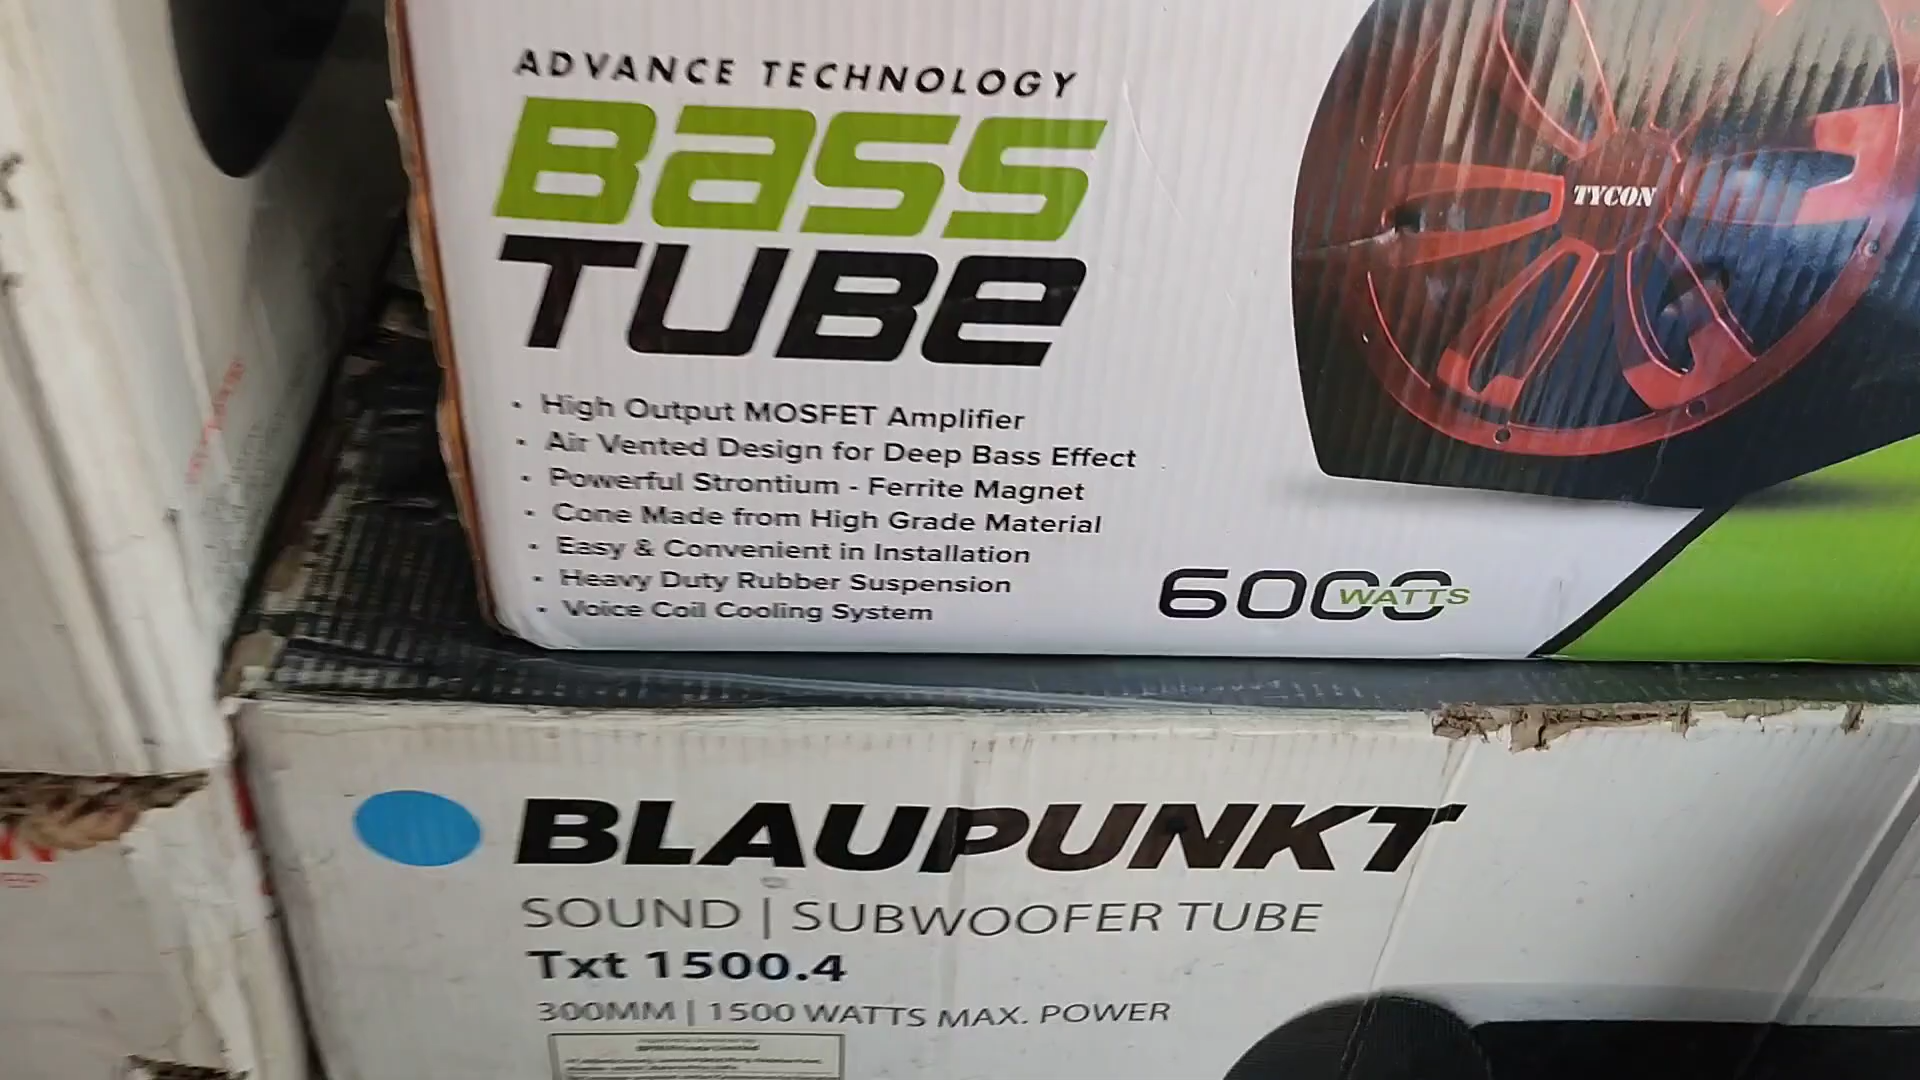 ADVANCE TECHNOLOGY
BASS
TUBE
TYCON
• High Output MOSFET Amplifier
• Air Vented Design for Deep Bass Effect
• Powerful Strontium - Ferrite Magnet
• Cone Made from High Grade Material
• Easy & Convenient in Installation
• Heavy Duty Rubber Suspension
• Voice Coil Cooling System
6000 WATTS
BLAUPUNKT
SOUND | SUBWOOFER TUBE
Txt 1500.4
300MM | 1500 WATTS MAX. POWER